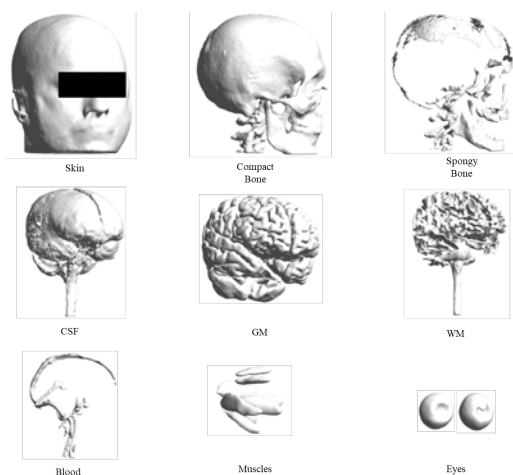 Skin
Compact
Bone
Spongy
Bone
CSF
GM
WM
Blood
Muscles
Eyes